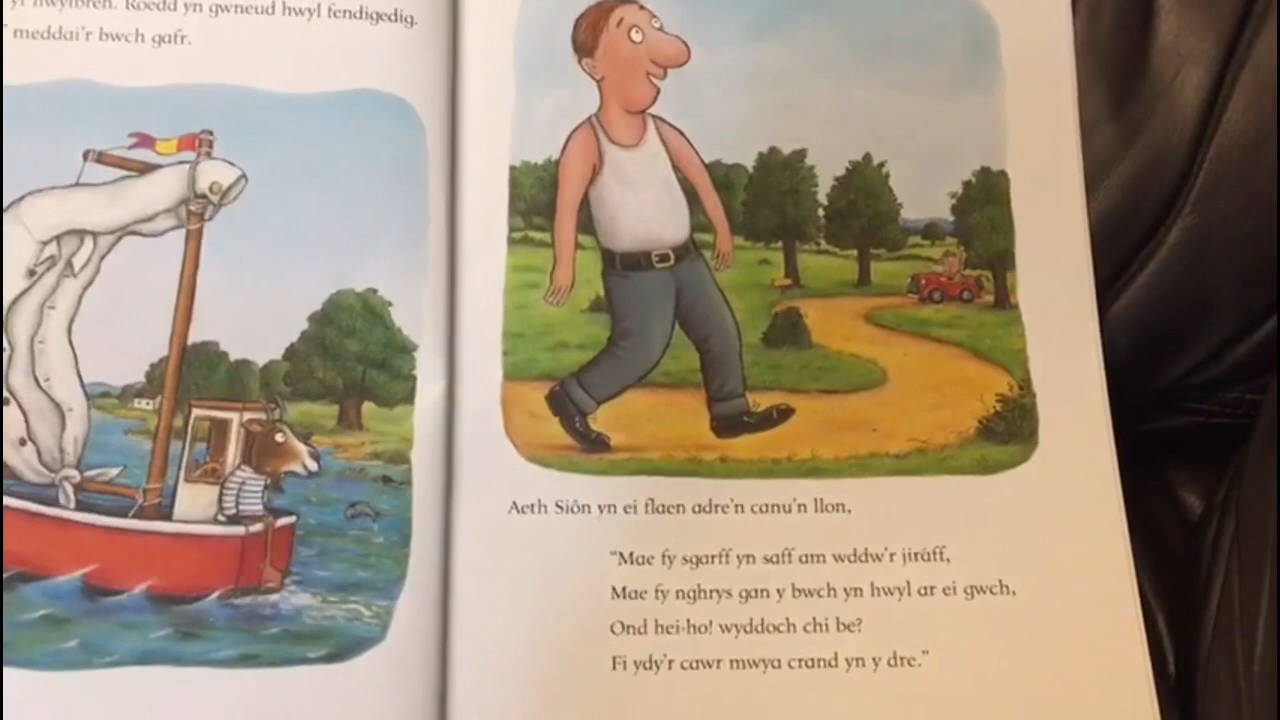 yr hwylbren. Roedd yn gwneud hwyl fendigedig.
meddai'r bwch gafr.
Aeth Siôn yn ei flaen adre'n canu'n llon,
"Mae fy sgarff yn saff am wddw'r jiráff,
Mae fy nghrys gan y bwch yn hwyl ar ei gwch,
Ond hei-ho! wyddoch chi be?
Fi ydy'r cawr mwya crand yn y dre."